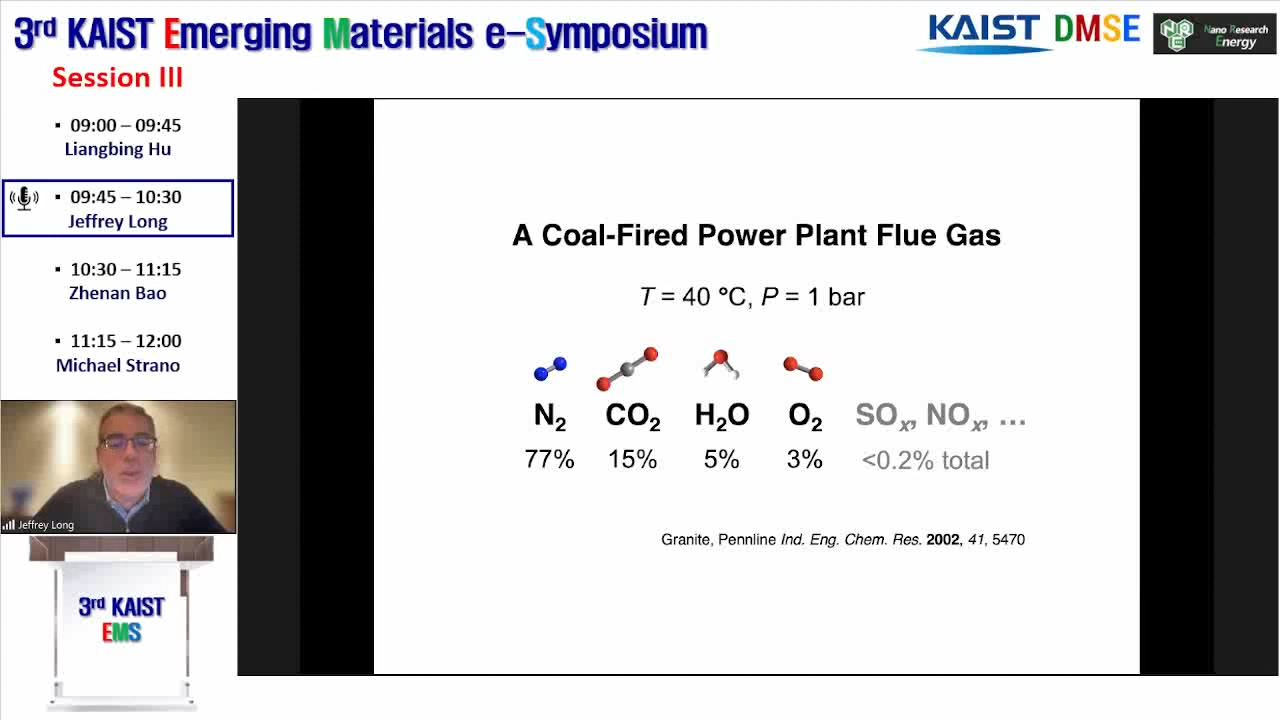 3rd KAIST Emerging Materials e-Symposium
KAIST DMSE
NRE Nano Research Energy
Session III
▪ 09:00 – 09:45
Liangbing Hu
▪ 09:45 – 10:30
Jeffrey Long
▪ 10:30 – 11:15
Zhenan Bao
▪ 11:15 – 12:00
Michael Strano
Jeffrey Long
3rd KAIST
EMS
A Coal-Fired Power Plant Flue Gas
T = 40 °C, P = 1 bar
N2 CO2 H2O O2 SOx, NOx, …
77% 15% 5% 3% <0.2% total
Granite, Pennline Ind. Eng. Chem. Res. 2002, 41, 5470